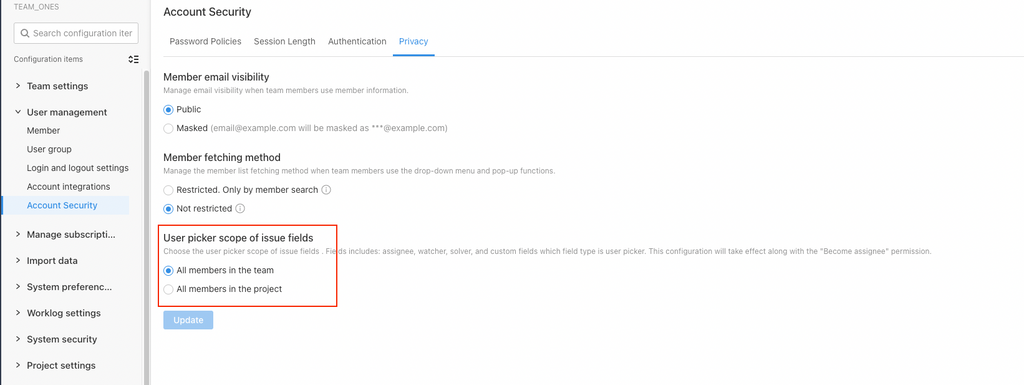 TEAM_ONES
Search configuration iter
Configuration items
Team settings
User management
Member
User group
Login and logout settings
Account integrations
Account Security
Manage subscripti...
Import data
System preferenc...
Worklog settings
System security
Project settings
Account Security
Password Policies Session Length Authentication Privacy
Member email visibility
Manage email visibility when team members use member information.
Public
Masked (email@example.com will be masked as ***@example.com)
Member fetching method
Manage the member list fetching method when team members use the drop-down menu and pop-up functions.
Restricted. Only by member search
Not restricted
User picker scope of issue fields
Choose the user picker scope of issue fields . Fields includes: assignee, watcher, solver, and custom fields which field type is user picker. This configuration will take effect along with the "Become assignee" permission.
All members in the team
All members in the project
Update